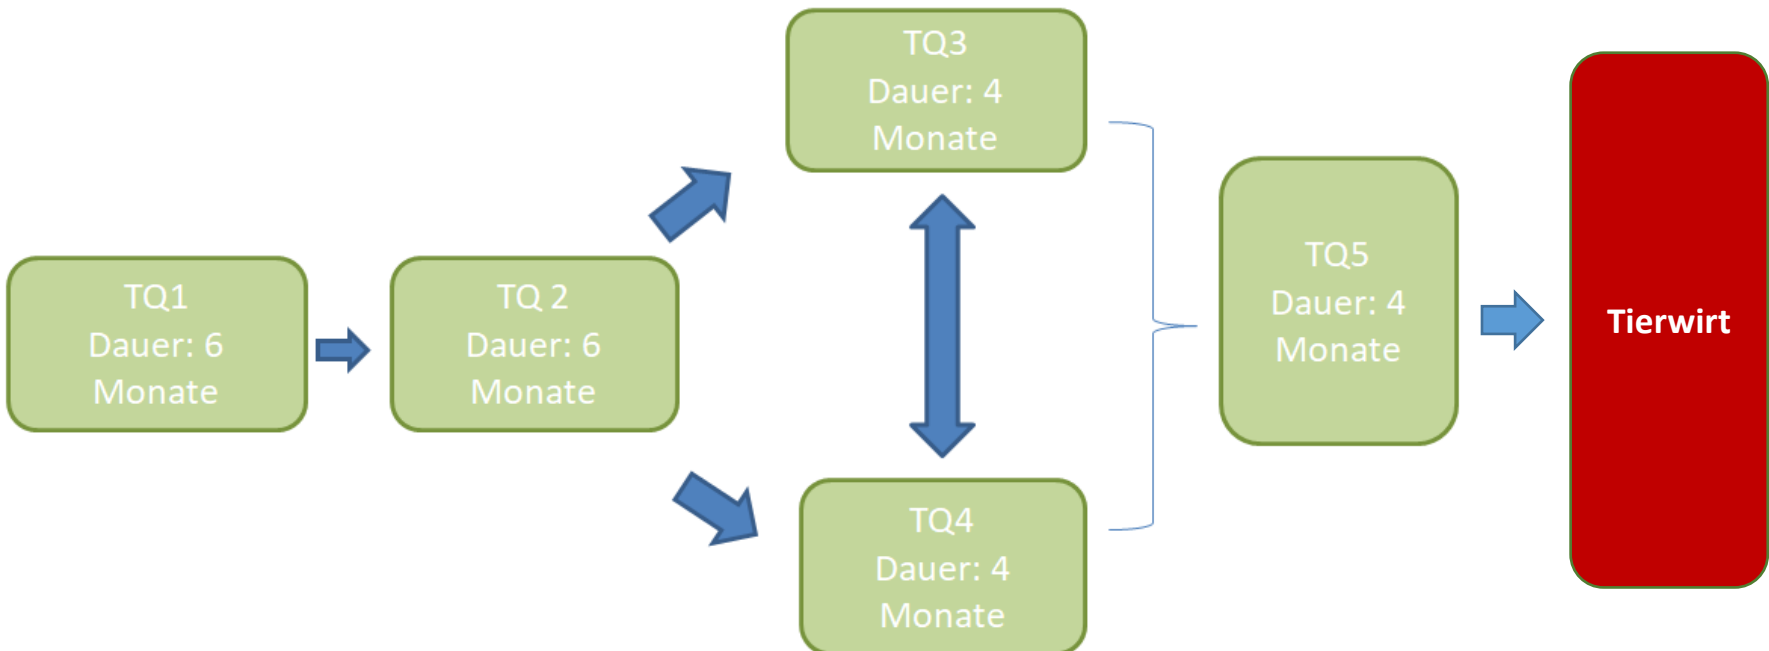 TQ1
Dauer: 6
Monate
TQ 2
Dauer: 6
Monate
TQ3
Dauer: 4
Monate
TQ4
Dauer: 4
Monate
TQ5
Dauer: 4
Monate
Tierwirt